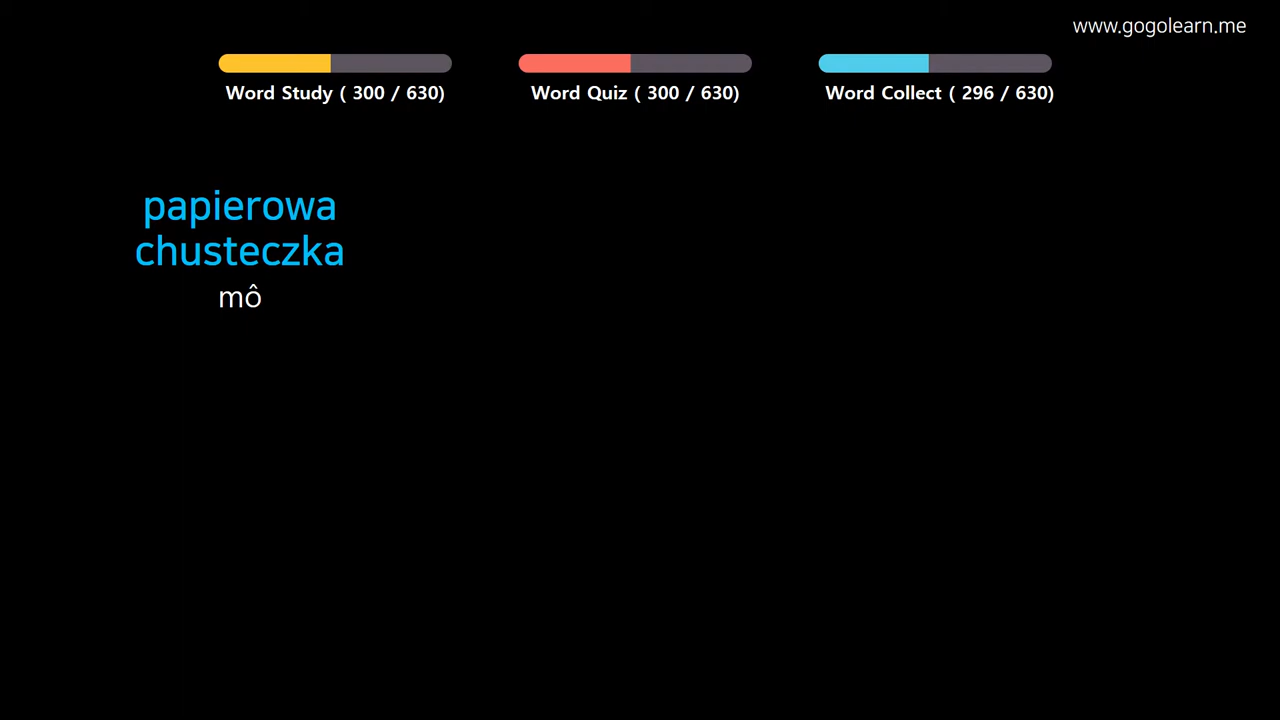 www.gogolearn.me
Word Study ( 300 / 630)
Word Quiz ( 300 / 630)
Word Collect ( 296 / 630)
papierowa
chusteczka
mô